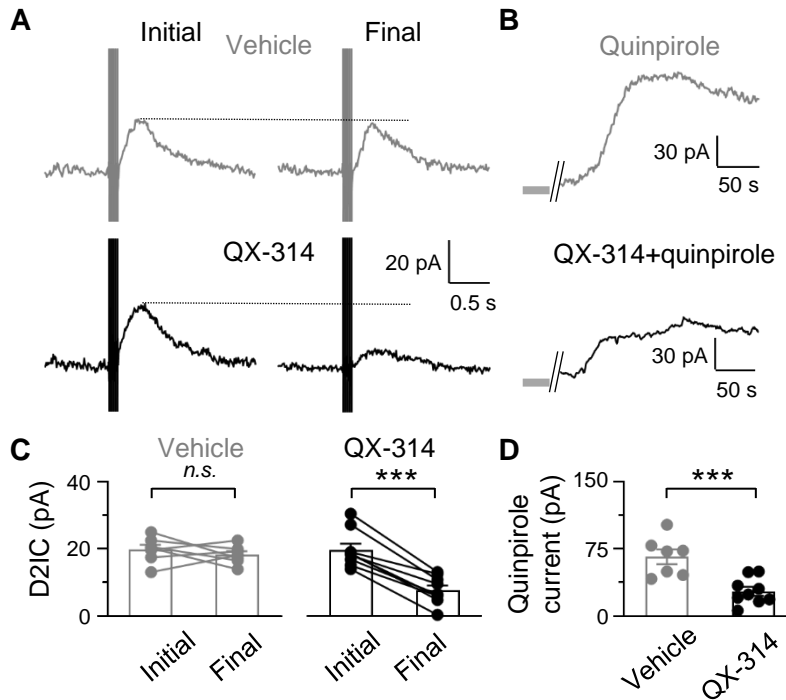 A
Initial
Final
Vehicle
QX-314
20 pA
0.5 s
B
Quinpirole
30 pA
50 s
QX-314+quinpirole
30 pA
50 s
C
Vehicle
n.s.
QX-314
***
D2IC (pA)
40
20
0
Initial
Final
Initial
Final
D
***
Quinpirole
current (pA)
150
75
0
Vehicle
QX-314